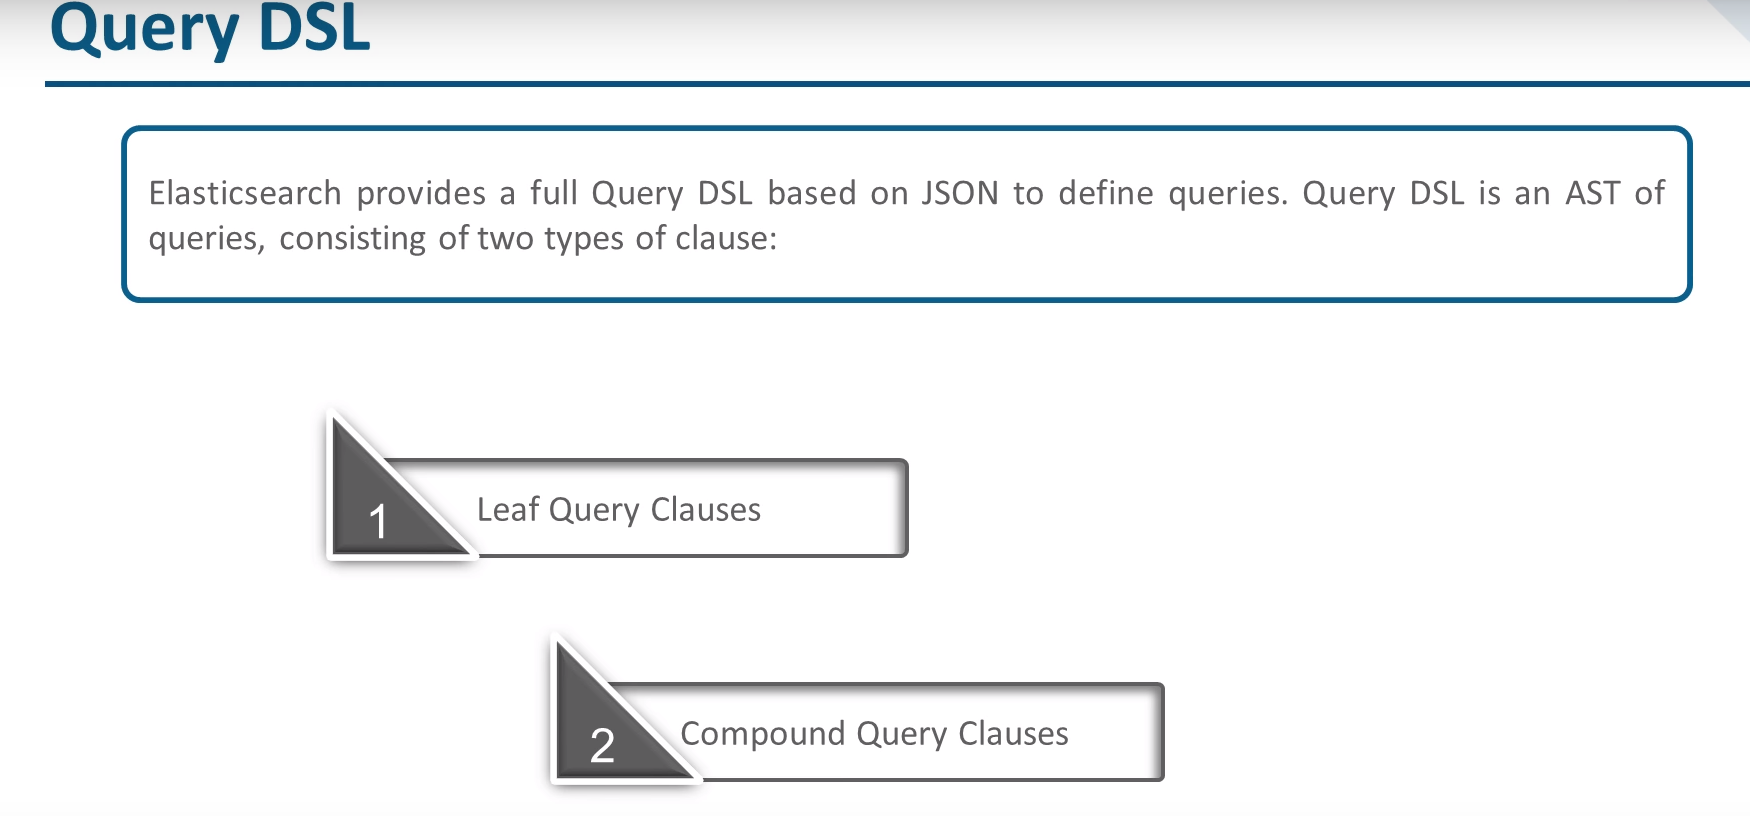 Query DSL
Elasticsearch provides a full Query DSL based on JSON to define queries. Query DSL is an AST of
queries, consisting of two types of clause:
1
Leaf Query Clauses
2
Compound Query Clauses